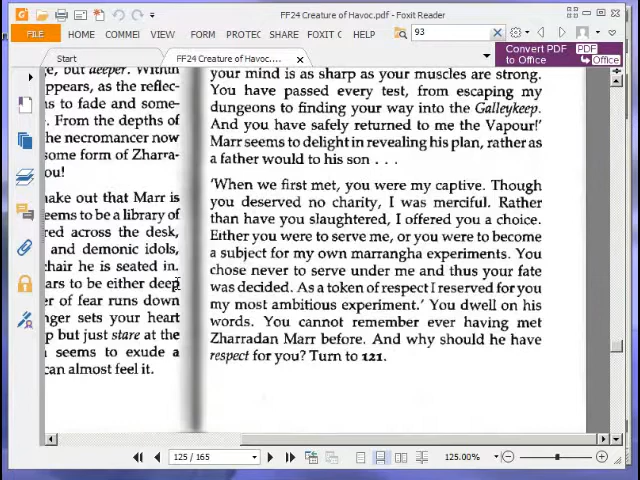 FF24 Creature of Havoc.pdf - Foxit Reader
FILE
HOME
COMMEI
VIEW
FORM
PROTEC
SHARE
FOXIT C
HELP
93
Start
FF24 Creature of Havoc....
Convert PDF
to Office
PDF
Office
, but deeper. Within
ppears, as the reflec-
ns to fade and some-
. From the depths of
he necromancer now
some form of Zharra-
ou!
nake out that Marr is
eems to be a library of
red across the desk,
and demonic idols,
chair he is seated in.
ars to be either deep
er of fear runs down
nger sets your heart
p but just stare at the
seems to exude a
can almost feel it.
your mind is as sharp as your muscles are strong.
You have passed every test, from escaping my
dungeons to finding your way into the Galleykeep.
And you have safely returned to me the Vapour!'
Marr seems to delight in revealing his plan, rather as
a father would to his son . . .
'When we first met, you were my captive. Though
you deserved no charity, I was merciful. Rather
than have you slaughtered, I offered you a choice.
Either you were to serve me, or you were to become
a subject for my own marrangha experiments. You
chose never to serve under me and thus your fate
was decided. As a token of respect I reserved for you
my most ambitious experiment.' You dwell on his
words. You cannot remember ever having met
Zharradan Marr before. And why should he have
respect for you? Turn to 121.
125 / 165
125.00%